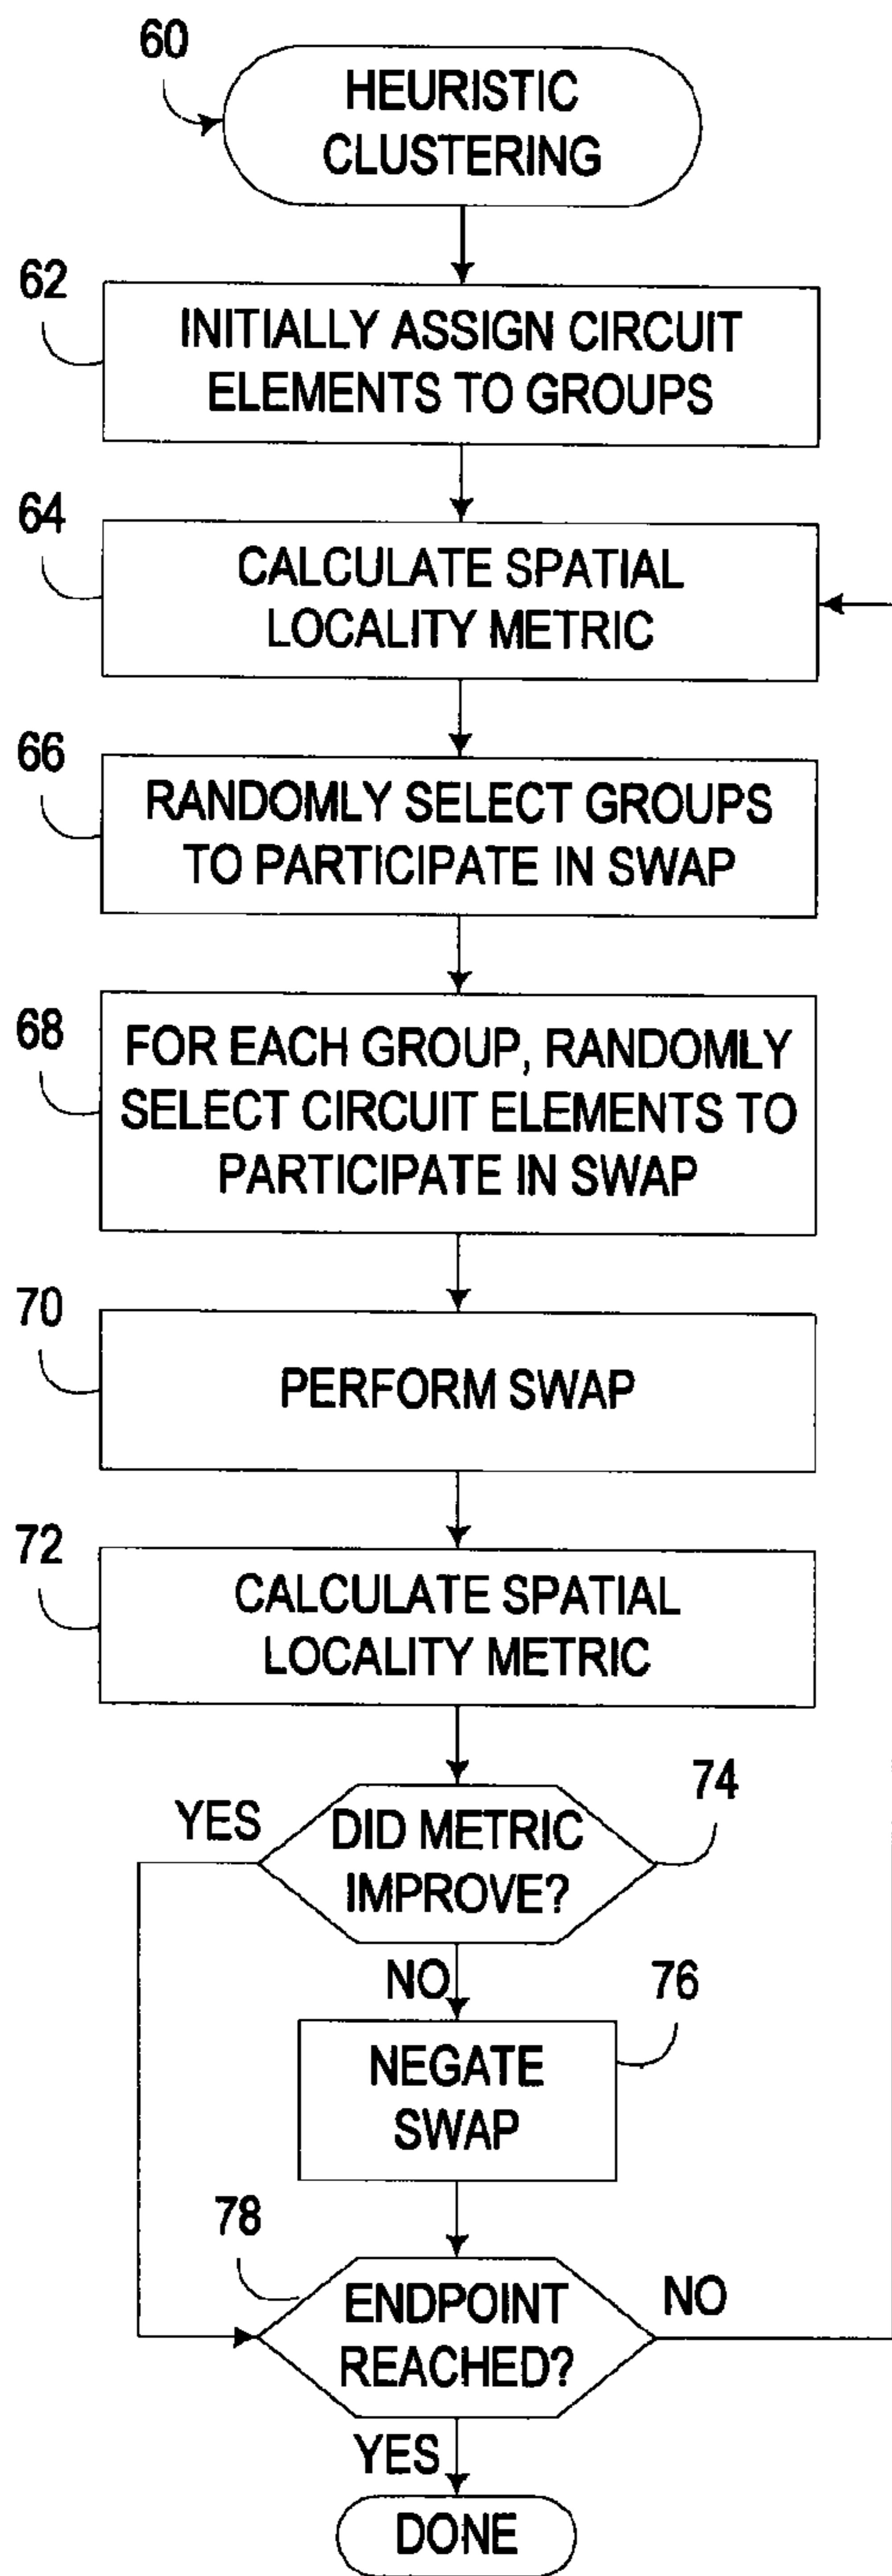 60
HEURISTIC
CLUSTERING
62
INITIALLY ASSIGN CIRCUIT
ELEMENTS TO GROUPS
64
CALCULATE SPATIAL
LOCALITY METRIC
66
RANDOMLY SELECT GROUPS
TO PARTICIPATE IN SWAP
68
FOR EACH GROUP, RANDOMLY
SELECT CIRCUIT ELEMENTS TO
PARTICIPATE IN SWAP
70
PERFORM SWAP
72
CALCULATE SPATIAL
LOCALITY METRIC
74
YES
DID METRIC
IMPROVE?
NO
76
NEGATE
SWAP
78
ENDPOINT
REACHED?
NO
YES
DONE